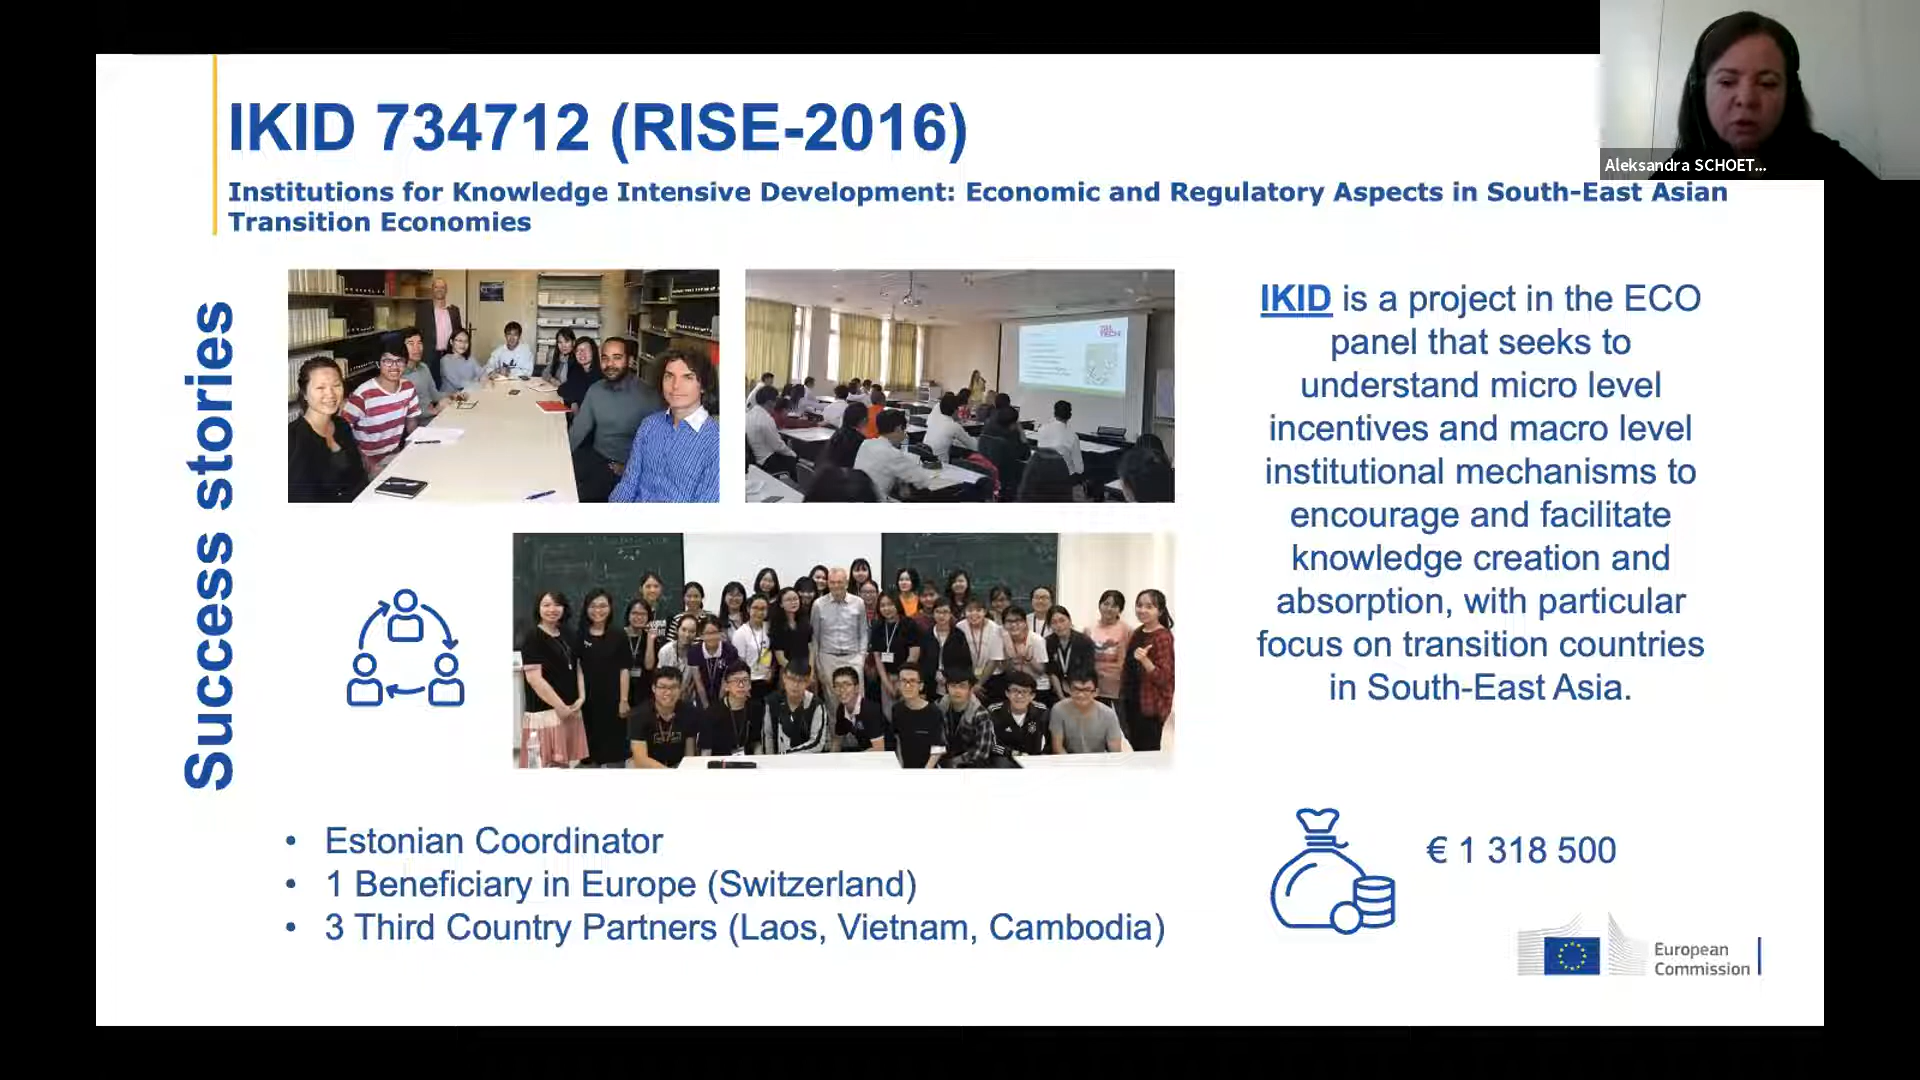 IKID 734712 (RISE-2016)
Aleksandra SCHOET...
Institutions for Knowledge Intensive Development: Economic and Regulatory Aspects in South-East Asian
Transition Economies
Success stories
TAL
TECH
IKID is a project in the ECO
panel that seeks to
understand micro level
incentives and macro level
institutional mechanisms to
encourage and facilitate
knowledge creation and
absorption, with particular
focus on transition countries
in South-East Asia.
• Estonian Coordinator
• 1 Beneficiary in Europe (Switzerland)
• 3 Third Country Partners (Laos, Vietnam, Cambodia)
€ 1 318 500
European
Commission